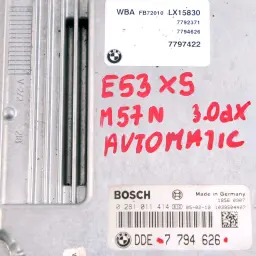 WBA FB72010 LX15830
7792371
7794626
7797422
E53 X5
M57N 3.0dX
AUTOMATIC
BOSCH
Made in Germany
0 281 011 414
DDE 7 794 626